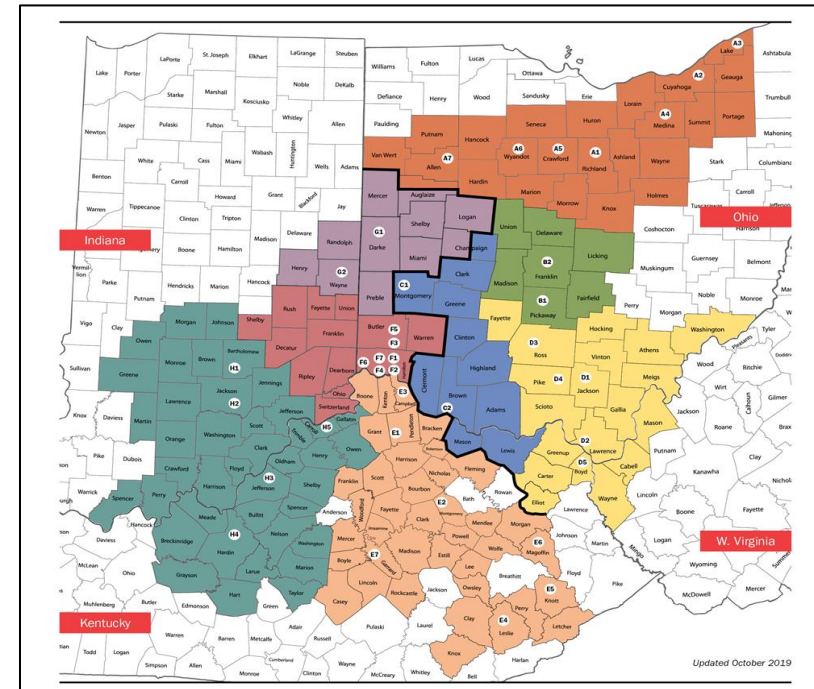 LaPorte
St. Joseph
Elkhart
LaGrange
Steuben
Williams
Fulton
Lucas
Ottawa
Lake
Porter
Noble
DeKalb
Defiance
Henry
Wood
Sandusky
Erie
Starke
Marshall
Kosciusko
Whitley
Allen
Paulding
Lake
A3
Ashtabula
Geauga
A2
Cuyahoga
Lorain
Trumbull
Newton
Jasper
Pulaski
Fulton
Huntington
Wells
Adams
Putnam
Hancock
Seneca
Huron
A4
Medina
Summit
Portage
Mahoning
White
Cass
Miami
Wabash
Van Wert
A7
Allen
A6
Wyandot
A5
Crawford
A1
Richland
Ashland
Wayne
Stark
Columbiana
Benton
Carroll
Howard
Grant
Blackford
Jay
Mercer
Auglaize
Hardin
Marion
Morrow
Knox
Holmes
Tuscarawas
Carroll
Jefferson
Warren
Tippecanoe
Clinton
Tipton
Delaware
Randolph
G1
Darke
Shelby
Logan
Champaign
Union
Delaware
Licking
Coshocton
Harrison
Ohio
Indiana
Fountain
Boone
Hamilton
Madison
Henry
G2
Wayne
Miami
Clark
B2
Franklin
Muskingum
Guernsey
Belmont
Vermil-
lion
Parke
Putnam
Hendricks
Marion
Hancock
Preble
C1
Montgomery
Greene
Madison
B1
Pickaway
Fairfield
Perry
Noble
Monroe
Morgan
Vigo
Clay
Owen
Morgan
Johnson
Shelby
Rush
Fayette
Union
Franklin
Butler
F5
F3
Warren
Clinton
Fayette
Hocking
Washington
Tyler
Pleasants
Ritchie
Sullivan
Greene
Monroe
Brown
Bartholomew
H1
Decatur
Ripley
Dearborn
F6
F7
F1
F4
F2
Highland
D3
Ross
Vinton
Athens
Meigs
Wood
Wirt
Calhoun
Gilmer
Knox
Daviess
Martin
Lawrence
Jackson
H2
Jennings
Jefferson
Ohio
Switzerland
Boone
Kenton
Campbell
E3
Clermont
Brown
C2
Adams
Pike
D4
D1
Jackson
Scioto
Gallia
Mason
Jackson
Roane
Pike
Dubois
Orange
Washington
Scott
Clark
Trimble
Carroll
H5
Gallatin
Owen
Grant
E1
Pendleton
Bracken
Robertson
Mason
Lewis
Greenup
D2
Lawrence
Cabell
Putnam
Kanawha
Clay
Warrick
Spencer
Perry
Crawford
Harrison
Floyd
H3
Jefferson
Oldham
Henry
Shelby
Franklin
Scott
Harrison
Nicholas
Fleming
Bath
Rowan
Carter
D5
Boyd
Elliot
Wayne
Lincoln
Boone
Fayette
Hancock
Daviess
Meade
Breckinridge
H4
Hardin
Bullitt
Nelson
Spencer
Washington
Anderson
Woodford
Mercer
Fayette
Bourbon
E2
Clark
Montgomery
Menifee
Morgan
Powell
Lawrence
Johnson
Martin
Mingo
Logan
Wyoming
W. Virginia
McLean
Ohio
Grayson
Larue
Marion
Boyle
E7
Garrard
Madison
Estill
Wolfe
E6
Magoffin
Floyd
Pike
McDowell
Mercer
Summers
Muhlenberg
Butler
Edmonson
Hart
Green
Taylor
Casey
Lincoln
Rockcastle
Jackson
Lee
Owsley
Breathitt
Perry
E5
Knott
Kentucky
Warren
Barren
Metcalfe
Adair
Russell
Pulaski
Laurel
Clay
E4
Leslie
Letcher
Todd
Logan
Simpson
Allen
Monroe
Cumberland
Clinton
Wayne
McCreary
Whitley
Knox
Bell
Harlan
Updated October 2019